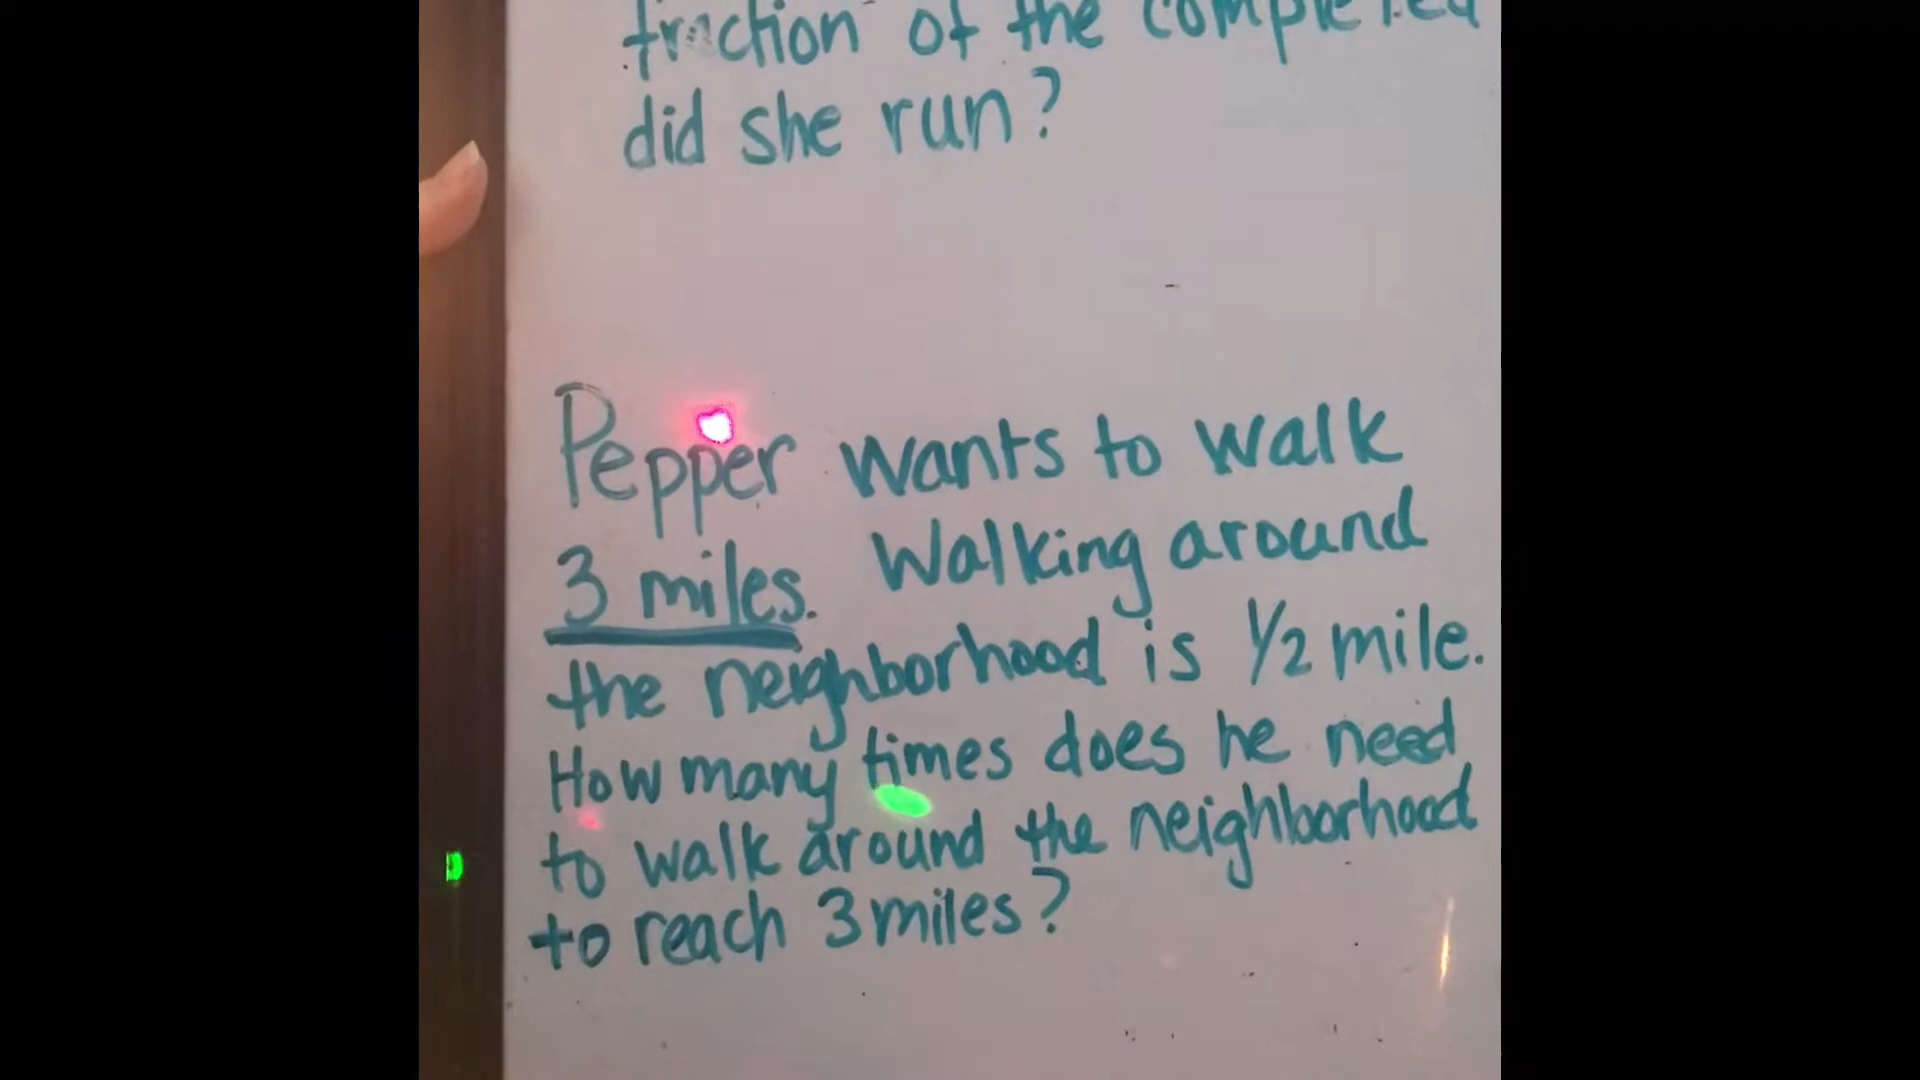 fraction of the completed
did she run?
Pepper wants to walk
3 miles. Walking around
the neighborhood is 1/2 mile.
How many times does he need
to walk around the neighborhood
to reach 3 miles?